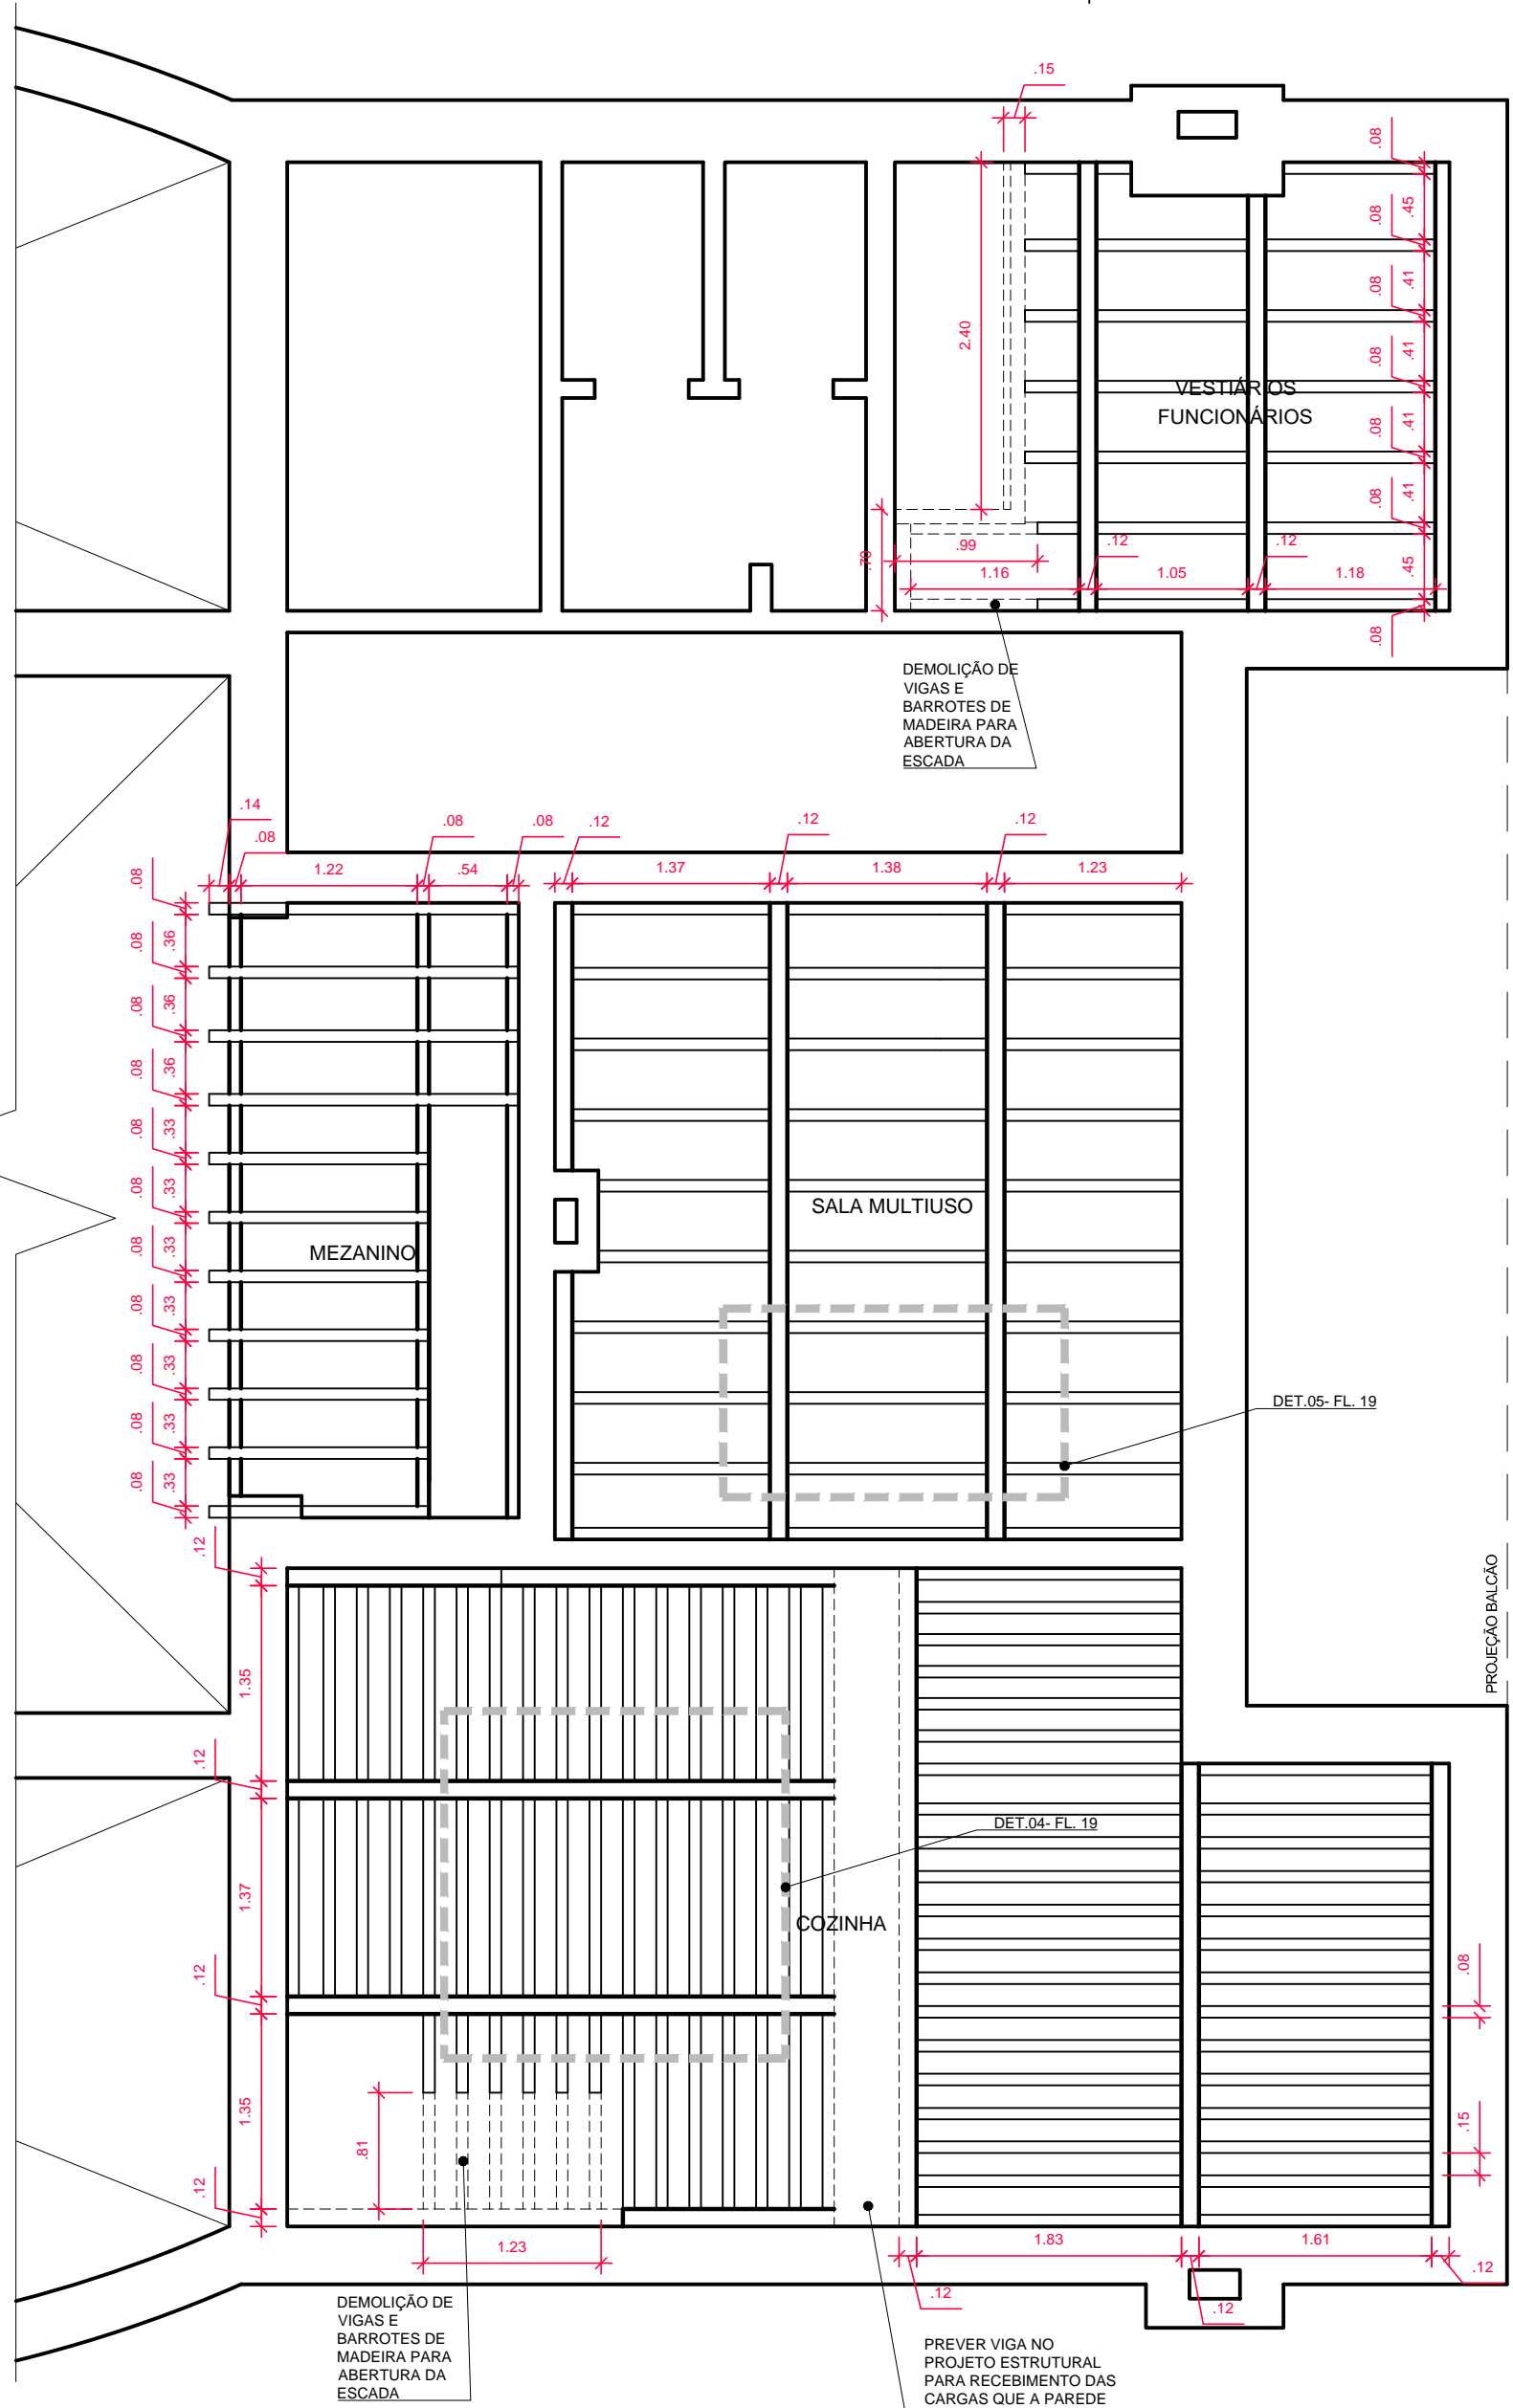 .15
.08
.45
.08
.41
.08
2.40
.41
.08
VESTIÁRIOS
FUNCIONÁRIOS
.41
.08
.41
.08
.99
.12
.12
.70
1.16
1.05
1.18
.45
.08
DEMOLIÇÃO DE
VIGAS E
BARROTES DE
MADEIRA PARA
ABERTURA DA
ESCADA
.14
.08
.08
.08
.12
.12
.12
1.22
.54
1.37
1.38
1.23
.08
.36
.08
.36
.08
.36
.08
.33
.08
.33
.08
.33
.08
.33
.08
.33
.08
.33
.08
.33
.08
SALA MULTIUSO
MEZANINO
DET.05- FL. 19
.12
PROJEÇÃO BALCÃO
1.35
.12
DET.04- FL. 19
1.37
COZINHA
.12
.08
1.35
.81
.15
.12
1.23
1.83
1.61
.12
.12
.12
DEMOLIÇÃO DE
VIGAS E
BARROTES DE
MADEIRA PARA
ABERTURA DA
ESCADA
PREVER VIGA NO
PROJETO ESTRUTURAL
PARA RECEBIMENTO DAS
CARGAS QUE A PAREDE